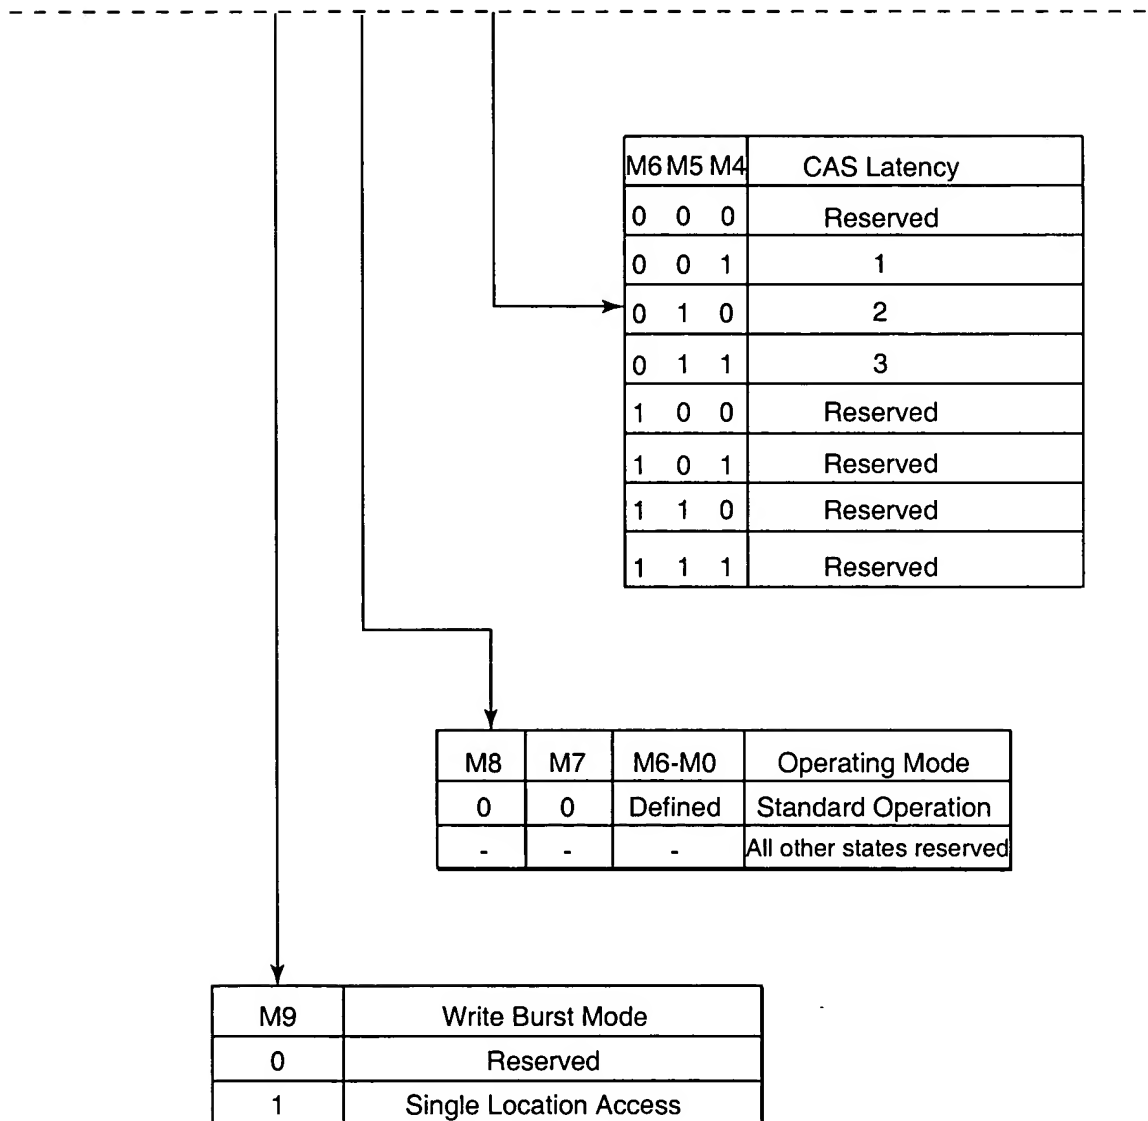 M6 M5 M4 CAS Latency
0 0 0 Reserved
0 0 1 1
0 1 0 2
0 1 1 3
1 0 0 Reserved
1 0 1 Reserved
1 1 0 Reserved
1 1 1 Reserved
M8 M7 M6-M0 Operating Mode
0 0 Defined Standard Operation
- - - All other states reserved
M9 Write Burst Mode
0 Reserved
1 Single Location Access